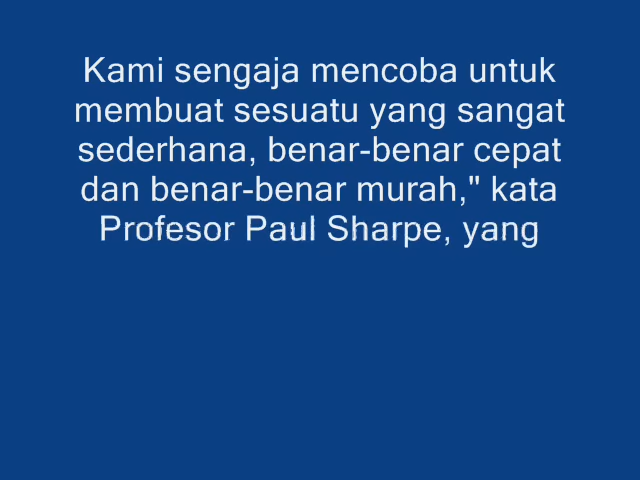 Kami sengaja mencoba untuk
membuat sesuatu yang sangat
sederhana, benar-benar cepat
dan benar-benar murah," kata
Profesor Paul Sharpe, yang